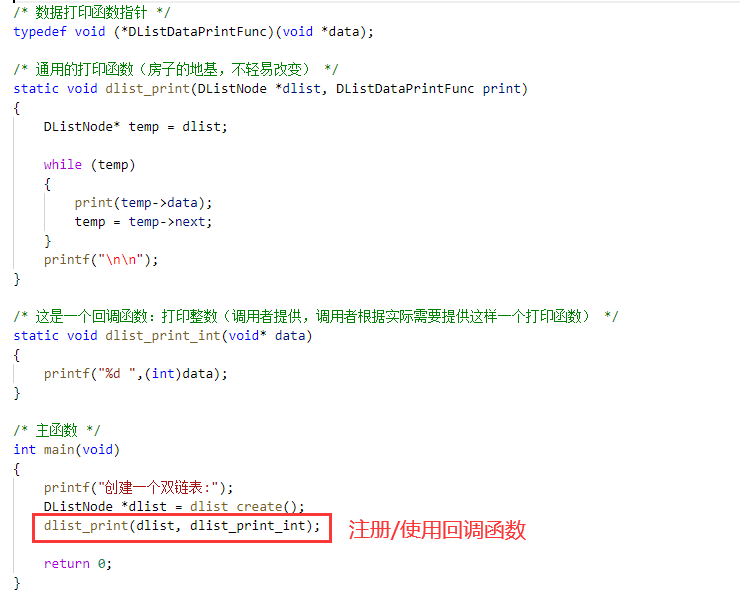 /* 数据打印函数指针 */
typedef void (*DListDataPrintFunc)(void *data);
/* 通用的打印函数（房子的地基，不轻易改变） */
static void dlist_print(DListNode *dlist, DListDataPrintFunc print)
{
    DListNode* temp = dlist;
    while (temp)
    {
        print(temp->data);
        temp = temp->next;
    }
    printf("\n\n");
}
/* 这是一个回调函数：打印整数（调用者提供，调用者根据实际需要提供这样一个打印函数） */
static void dlist_print_int(void* data)
{
    printf("%d ",(int)data);
}
/* 主函数 */
int main(void)
{
    printf("创建一个双链表:");
    DListNode *dlist = dlist_create();
    dlist_print(dlist, dlist_print_int); 注册/使用回调函数
    return 0;
}